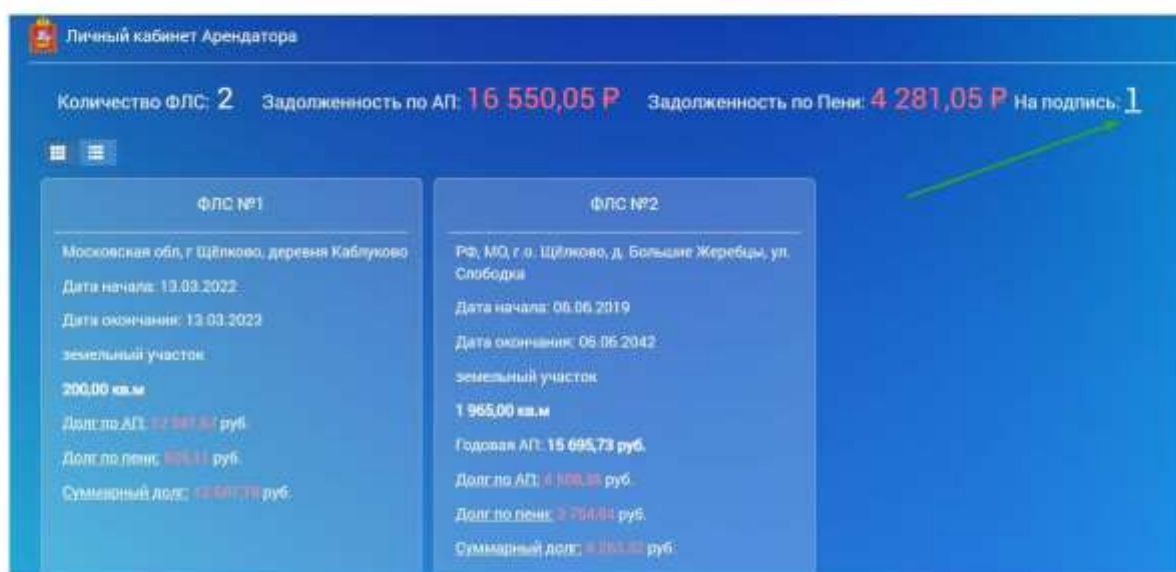 Личный кабинет Арендатора
Количество ФЛС: 2 Задолженность по АП: 16 550,05 ₽ Задолженность по Пени: 4 281,05 ₽ На подпись: 1
ФЛС №1
Московская обл, г Щёлково, деревня Каблуково
Дата начала: 13.03.2022
Дата окончания: 13.03.2023
земельный участок
200,00 кв.м
Долг по АП: руб.
Долг по пени: руб.
Суммарный долг: руб.
ФЛС №2
РФ, МО, г.о. Щёлково, д. Большие Жеребцы, ул.
Слободка
Дата начала: 06.06.2019
Дата окончания: 06.06.2042
земельный участок
1 965,00 кв.м
Годовая АП: 15 695,73 руб.
Долг по АП: руб.
Долг по пени: руб.
Суммарный долг: руб.